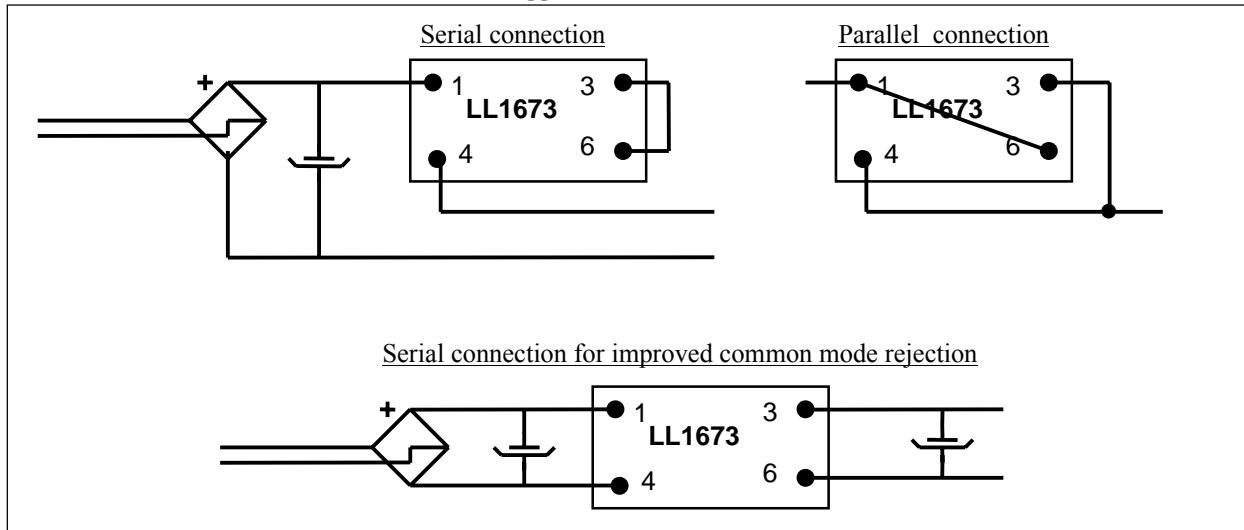 Serial connection
Parallel connection
+
1
3
LL1673
4
6
1
3
LL1673
4
6
Serial connection for improved common mode rejection
+
1
3
LL1673
4
6